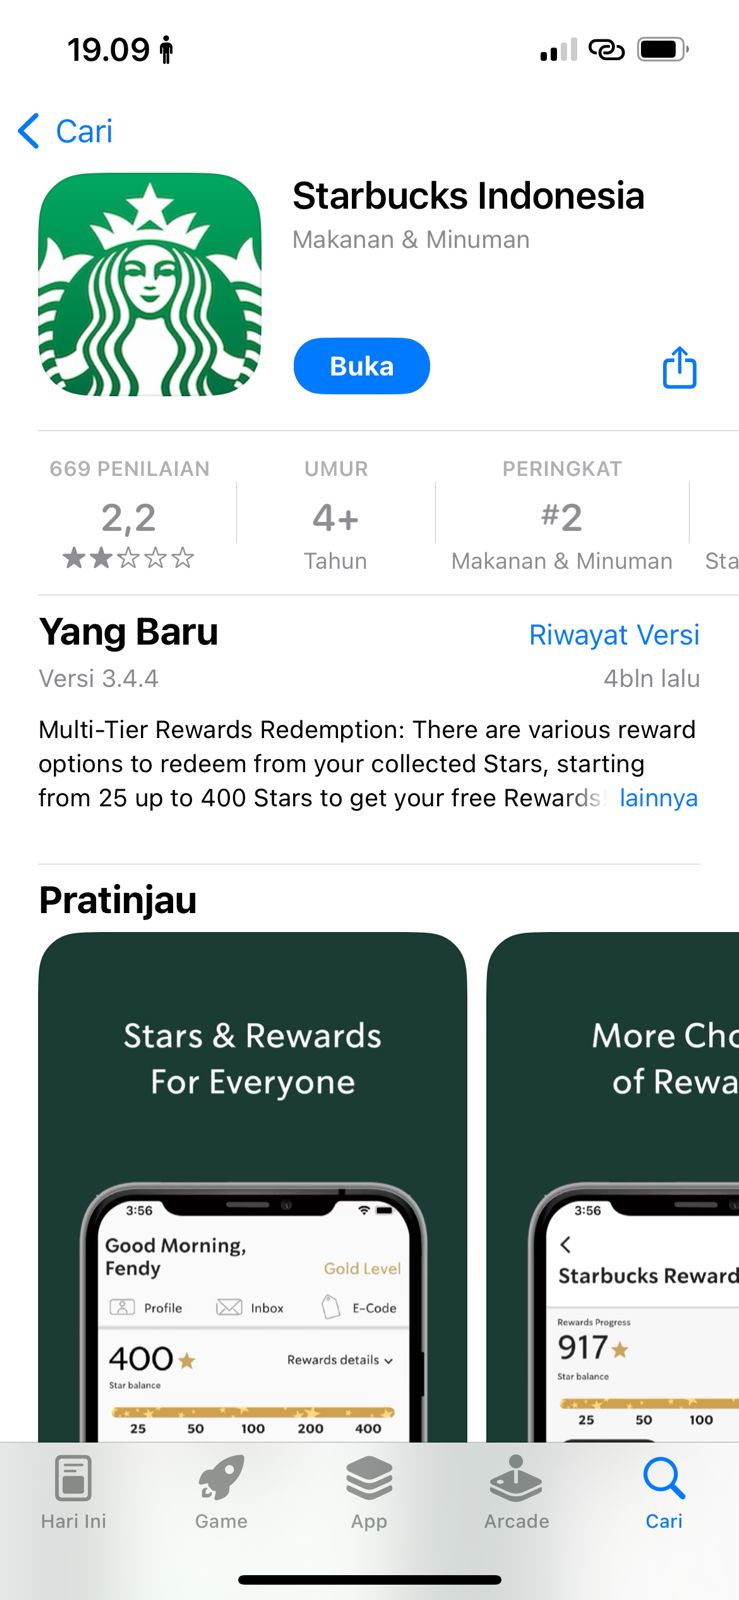 19.09
Cari
Starbucks Indonesia
Makanan & Minuman
Buka
669 PENILAIAN
2,2
UMUR
4+
Tahun
PERINGKAT
#2
Makanan & Minuman
Sta
Yang Baru
Riwayat Versi
Versi 3.4.4
4bln lalu
Multi-Tier Rewards Redemption: There are various reward
options to redeem from your collected Stars, starting
from 25 up to 400 Stars to get your free Rewards! lainnya
Pratinjau
Stars & Rewards
For Everyone
3:56
Good Morning,
Fendy
Gold Level
Profile
Inbox
E-Code
400
Rewards details
Star balance
25 50 100 200 400
More Cho
of Rewa
3:56
Starbucks Reward
Rewards Progress
917
Star balance
25 50 100
Hari Ini
Game
App
Arcade
Cari